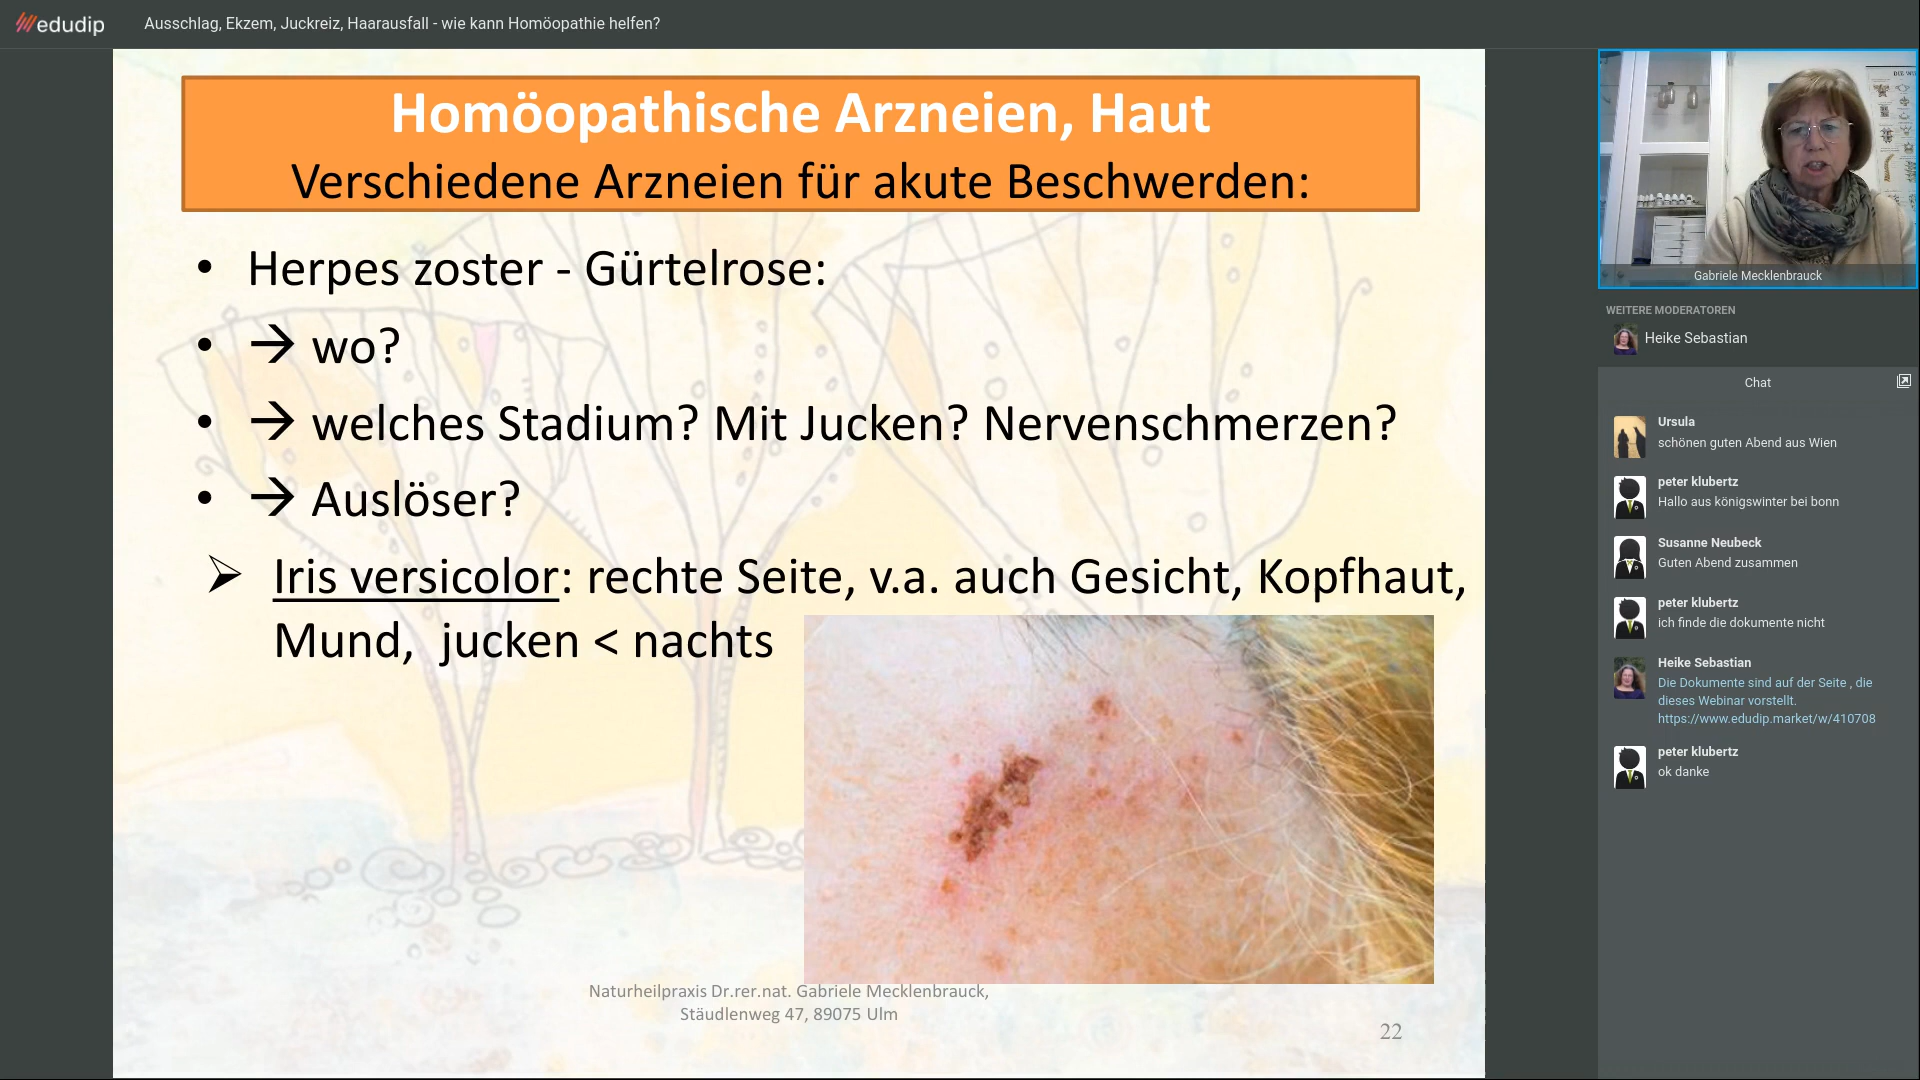 edudip
Ausschlag, Ekzem, Juckreiz, Haarausfall - wie kann Homöopathie helfen?
Homöopathische Arzneien, Haut
Verschiedene Arzneien für akute Beschwerden:
• Herpes zoster - Gürtelrose:
• → wo?
• → welches Stadium? Mit Jucken? Nervenschmerzen?
• → Auslöser?
➢ Iris versicolor: rechte Seite, v.a. auch Gesicht, Kopfhaut,
Mund, jucken < nachts
Naturheilpraxis Dr.rer.nat. Gabriele Mecklenbrauck,
Stäudlenweg 47, 89075 Ulm
22
Gabriele Mecklenbrauck
WEITERE MODERATOREN
Heike Sebastian
Chat
Ursula
schönen guten Abend aus Wien
peter klubertz
Hallo aus königswinter bei bonn
Susanne Neubeck
Guten Abend zusammen
peter klubertz
ich finde die dokumente nicht
Heike Sebastian
Die Dokumente sind auf der Seite , die
dieses Webinar vorstellt.
https://www.edudip.market/w/410708
peter klubertz
ok danke